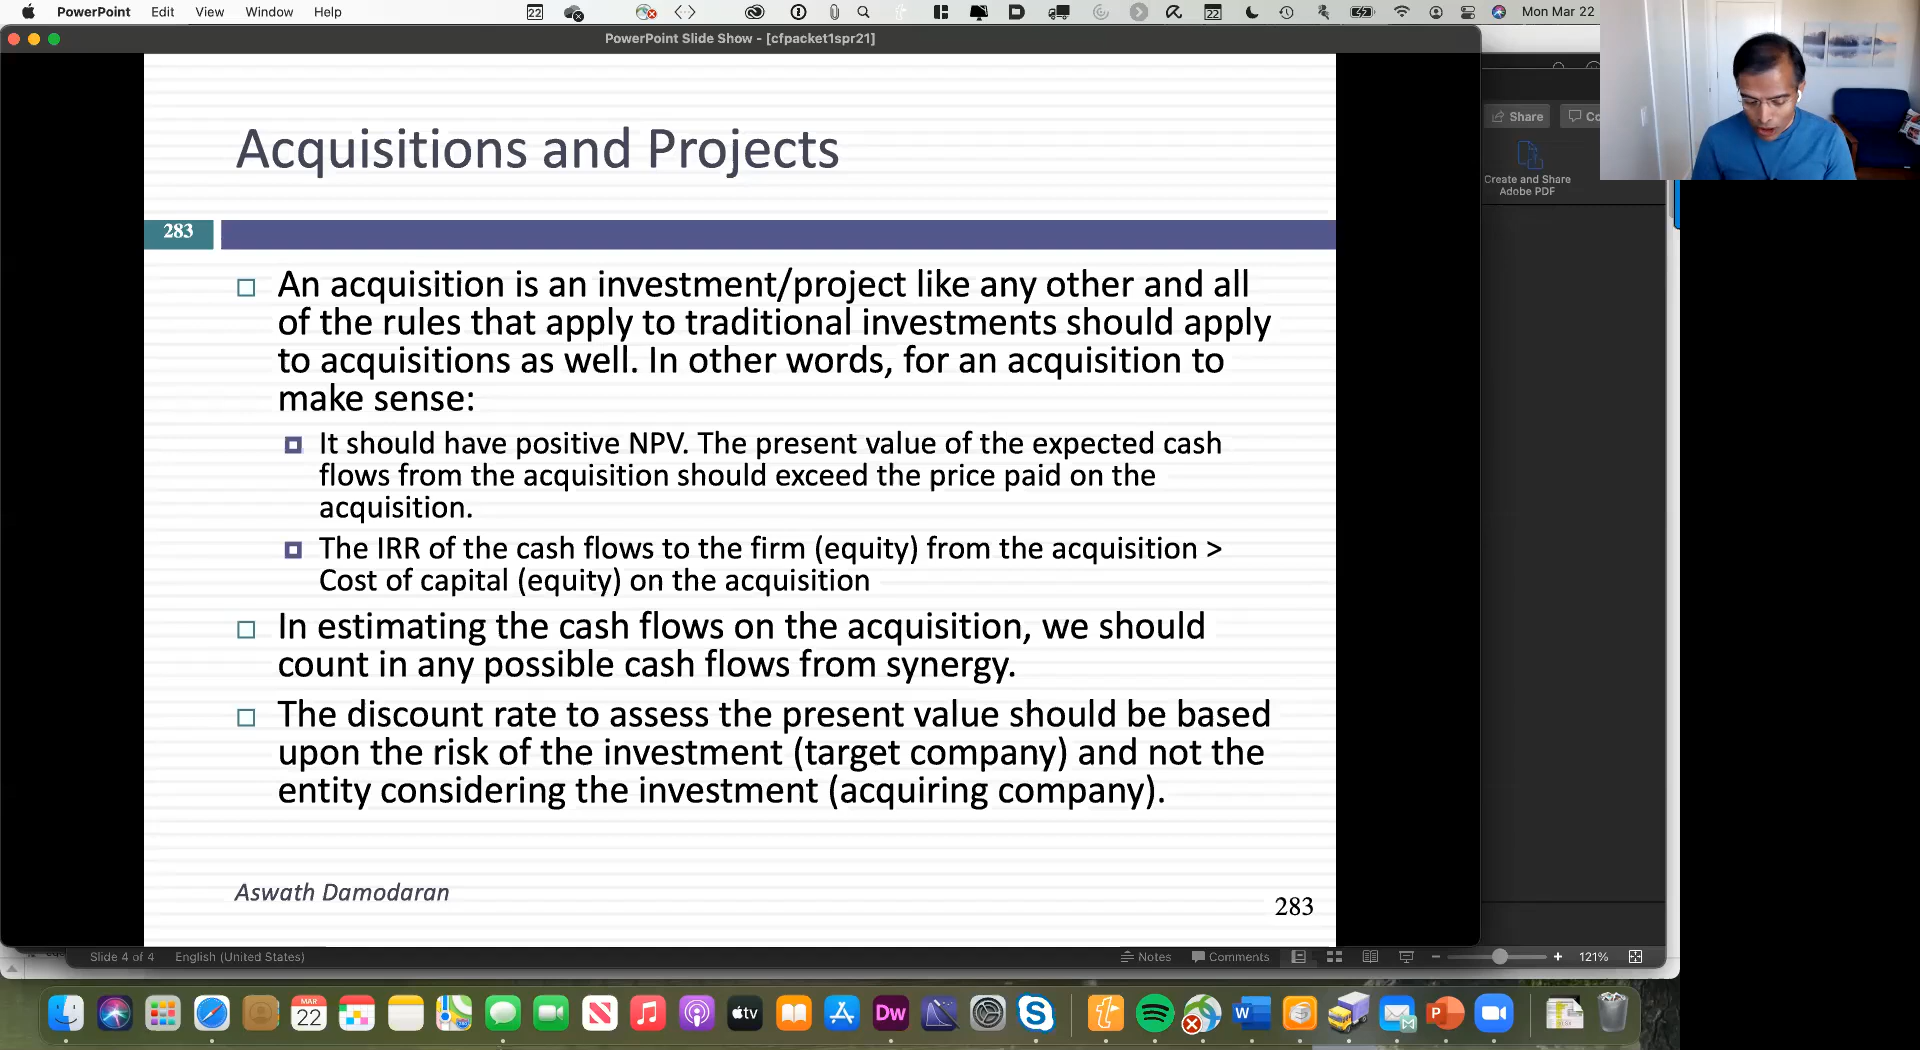 PowerPoint Edit View Window Help
22
22
Mon Mar 22
PowerPoint Slide Show - [cfpacket1spr21]
Share
Co
Create and Share
Adobe PDF
Acquisitions and Projects
283
An acquisition is an investment/project like any other and all
of the rules that apply to traditional investments should apply
to acquisitions as well. In other words, for an acquisition to
make sense:
It should have positive NPV. The present value of the expected cash
flows from the acquisition should exceed the price paid on the
acquisition.
The IRR of the cash flows to the firm (equity) from the acquisition >
Cost of capital (equity) on the acquisition
In estimating the cash flows on the acquisition, we should
count in any possible cash flows from synergy.
The discount rate to assess the present value should be based
upon the risk of the investment (target company) and not the
entity considering the investment (acquiring company).
Aswath Damodaran
283
Slide 4 of 4 English (United States)
Notes Comments
121%
MAR
22
tv
Dw
W
P